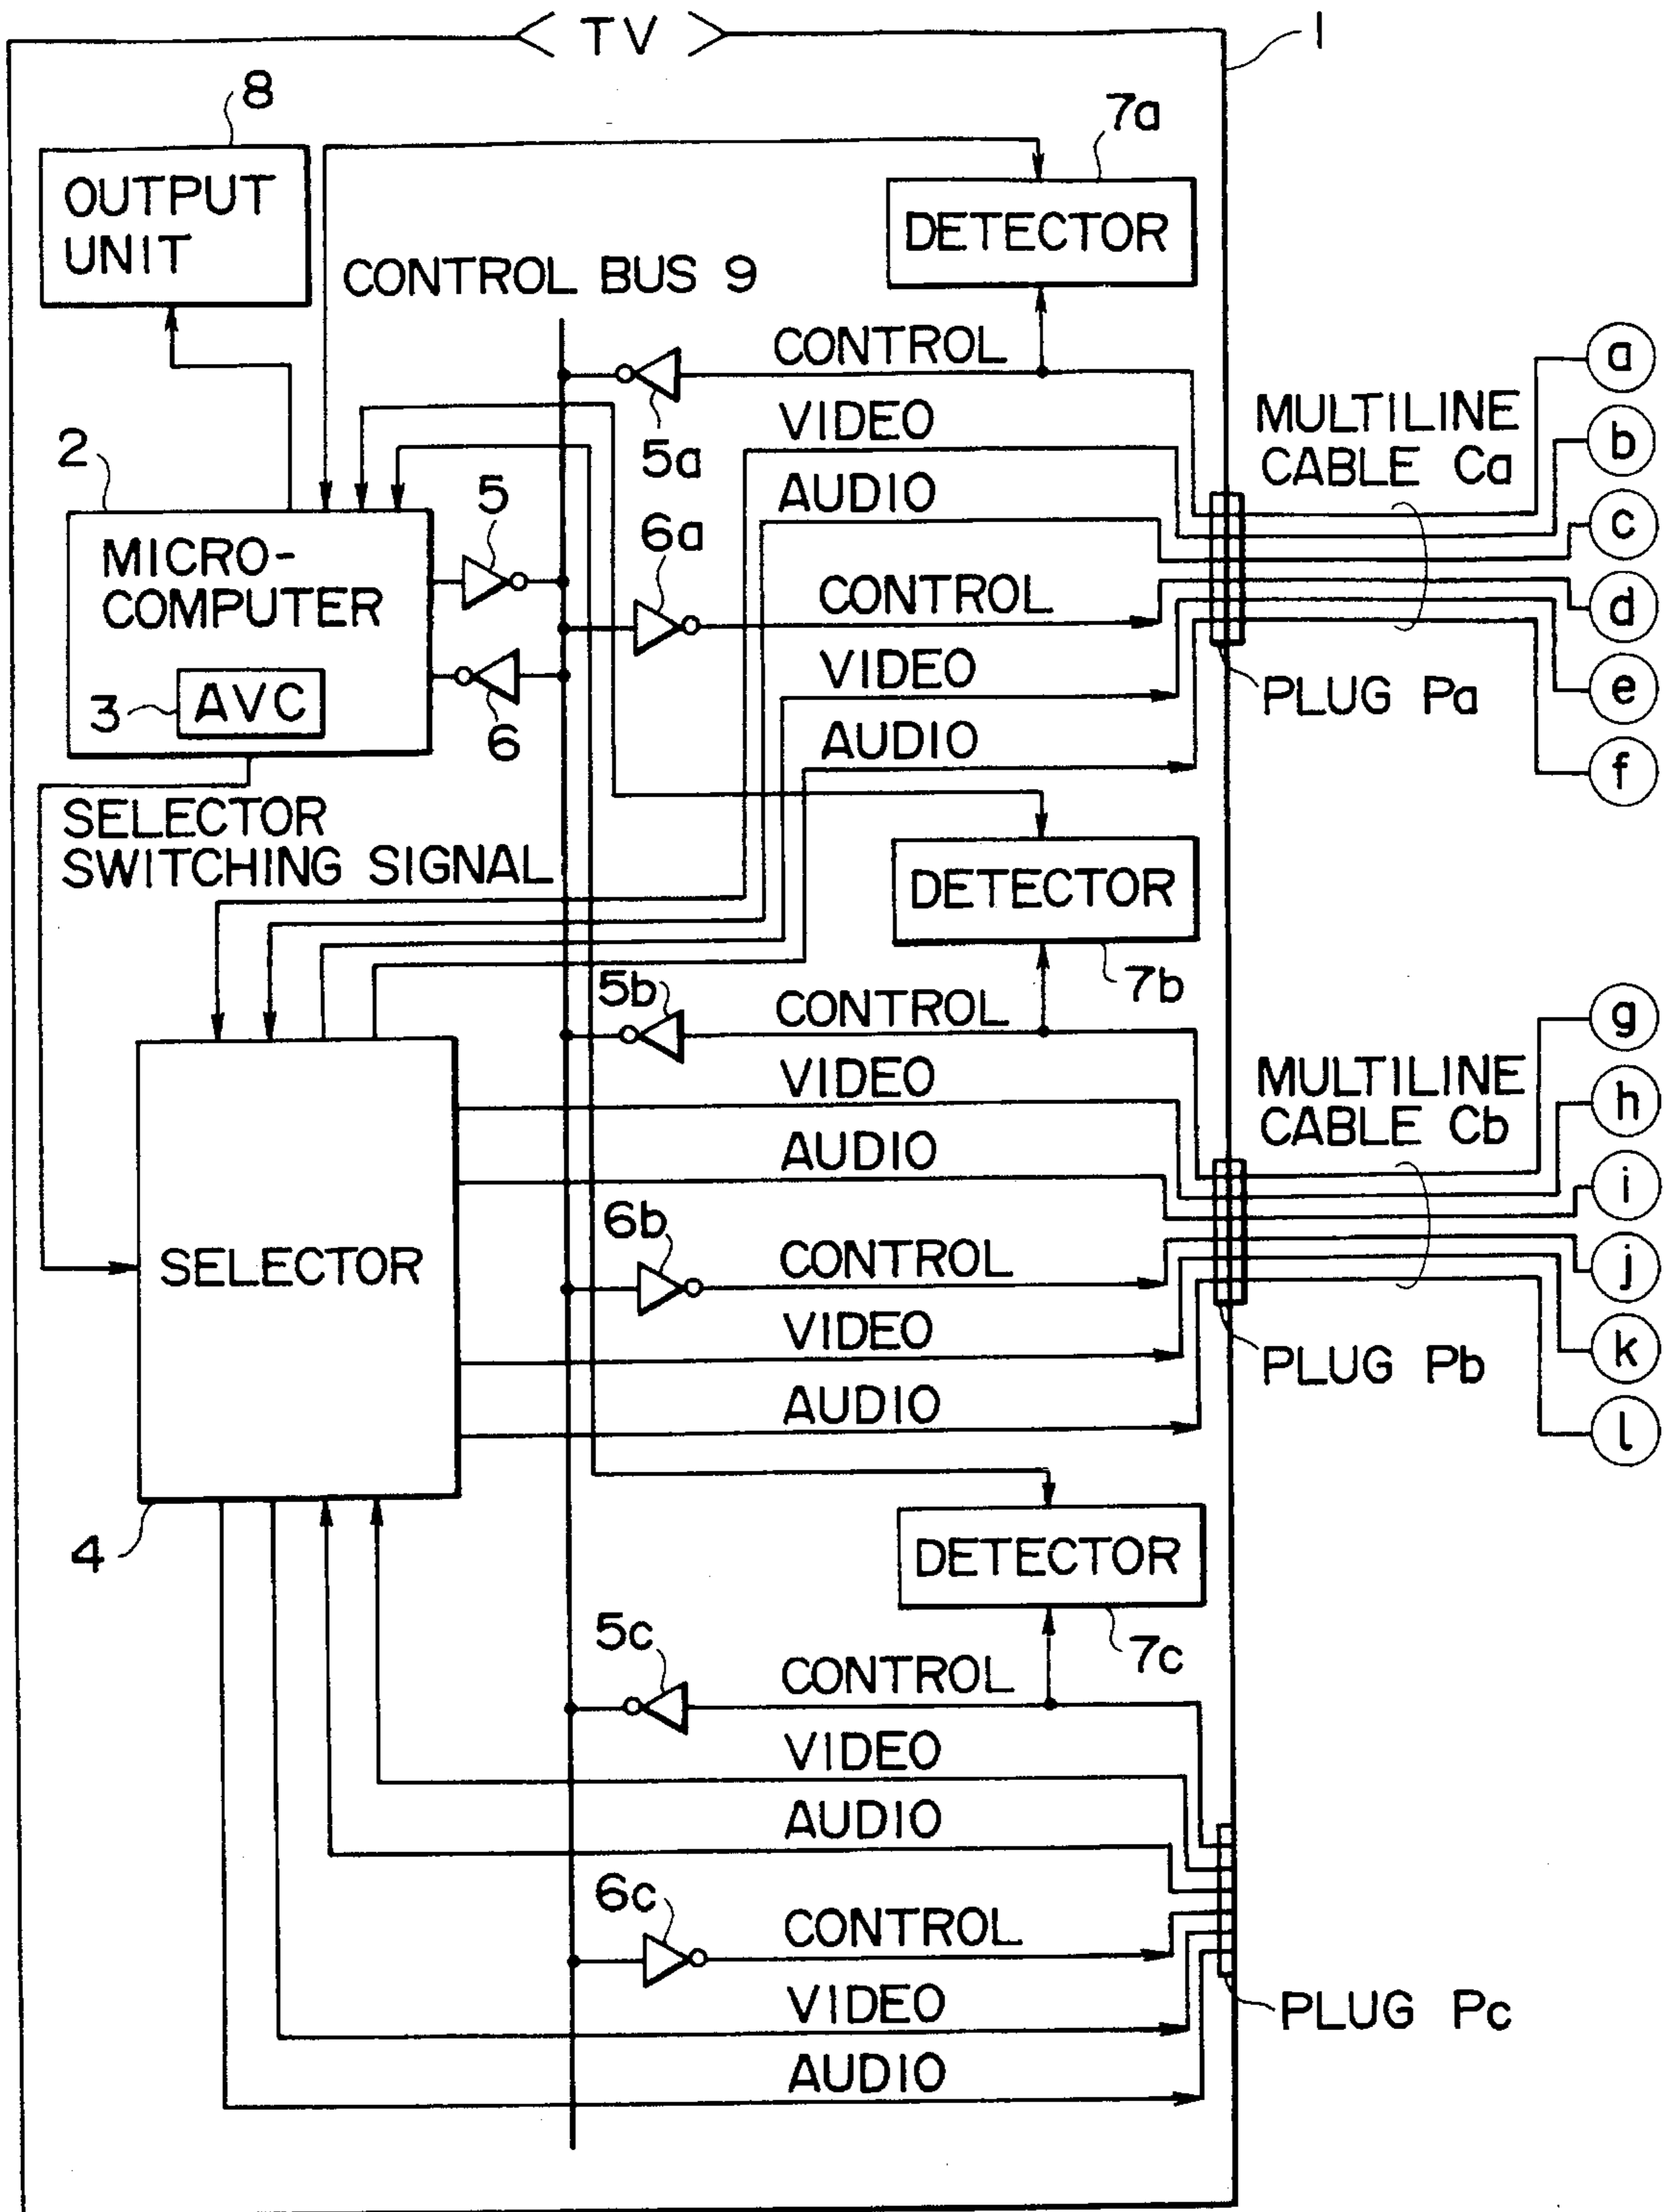 TV
1
8
7a
OUTPUT
UNIT
DETECTOR
CONTROL BUS 9
CONTROL
a
VIDEO
MULTILINE
CABLE Ca
b
2
5a
5
AUDIO
6a
c
MICRO-
COMPUTER
CONTROL
d
3
AVC
6
VIDEO
PLUG Pa
e
AUDIO
f
SELECTOR
SWITCHING SIGNAL
DETECTOR
7b
5b
CONTROL
g
VIDEO
MULTILINE
CABLE Cb
h
AUDIO
i
6b
SELECTOR
CONTROL
j
VIDEO
PLUG Pb
k
AUDIO
l
4
DETECTOR
7c
5c
CONTROL
VIDEO
AUDIO
6c
CONTROL
VIDEO
PLUG Pc
AUDIO